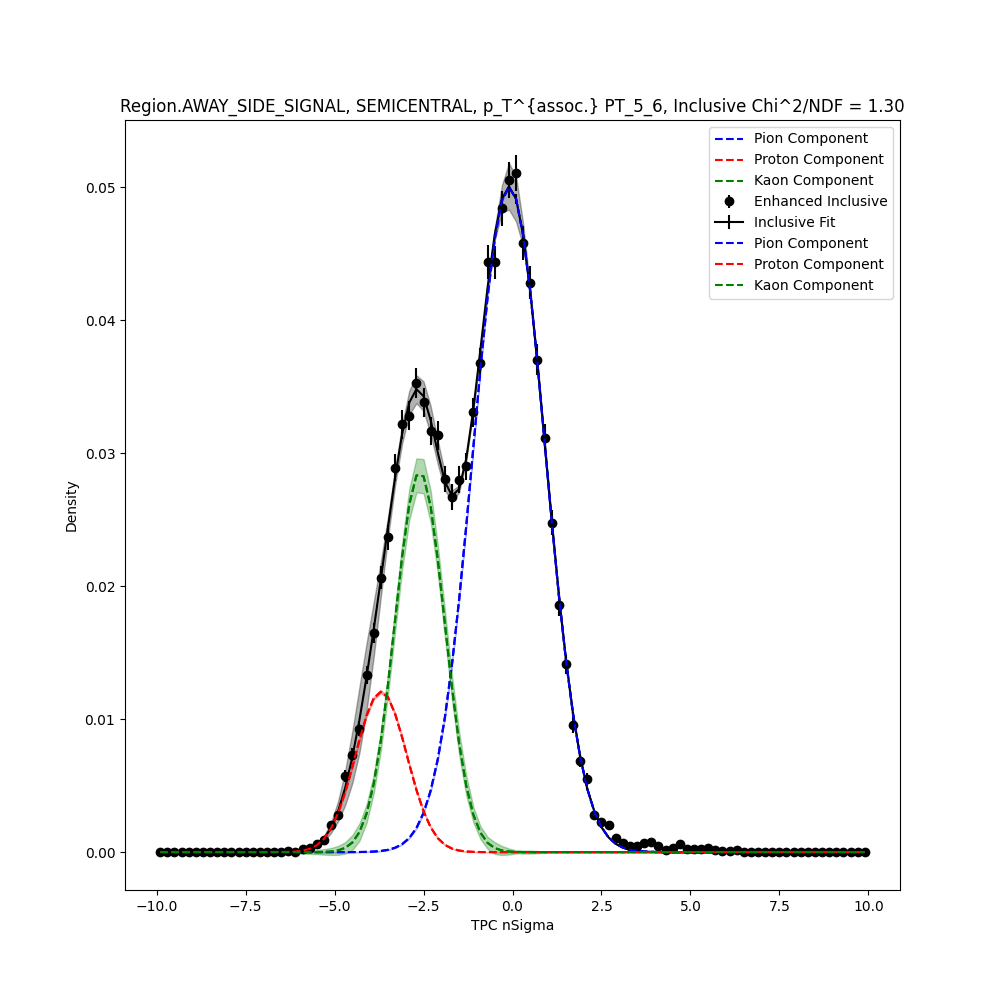 Region.AWAY_SIDE_SIGNAL, SEMICENTRAL, p_T^{assoc.} PT_5_6, Inclusive Chi^2/NDF = 1.30
Pion Component
Proton Component
Kaon Component
Enhanced Inclusive
Inclusive Fit
Pion Component
Proton Component
Kaon Component
0.05
0.04
0.03
0.02
0.01
0.00
Density
−10.0 −7.5 −5.0 −2.5 0.0 2.5 5.0 7.5 10.0
TPC nSigma